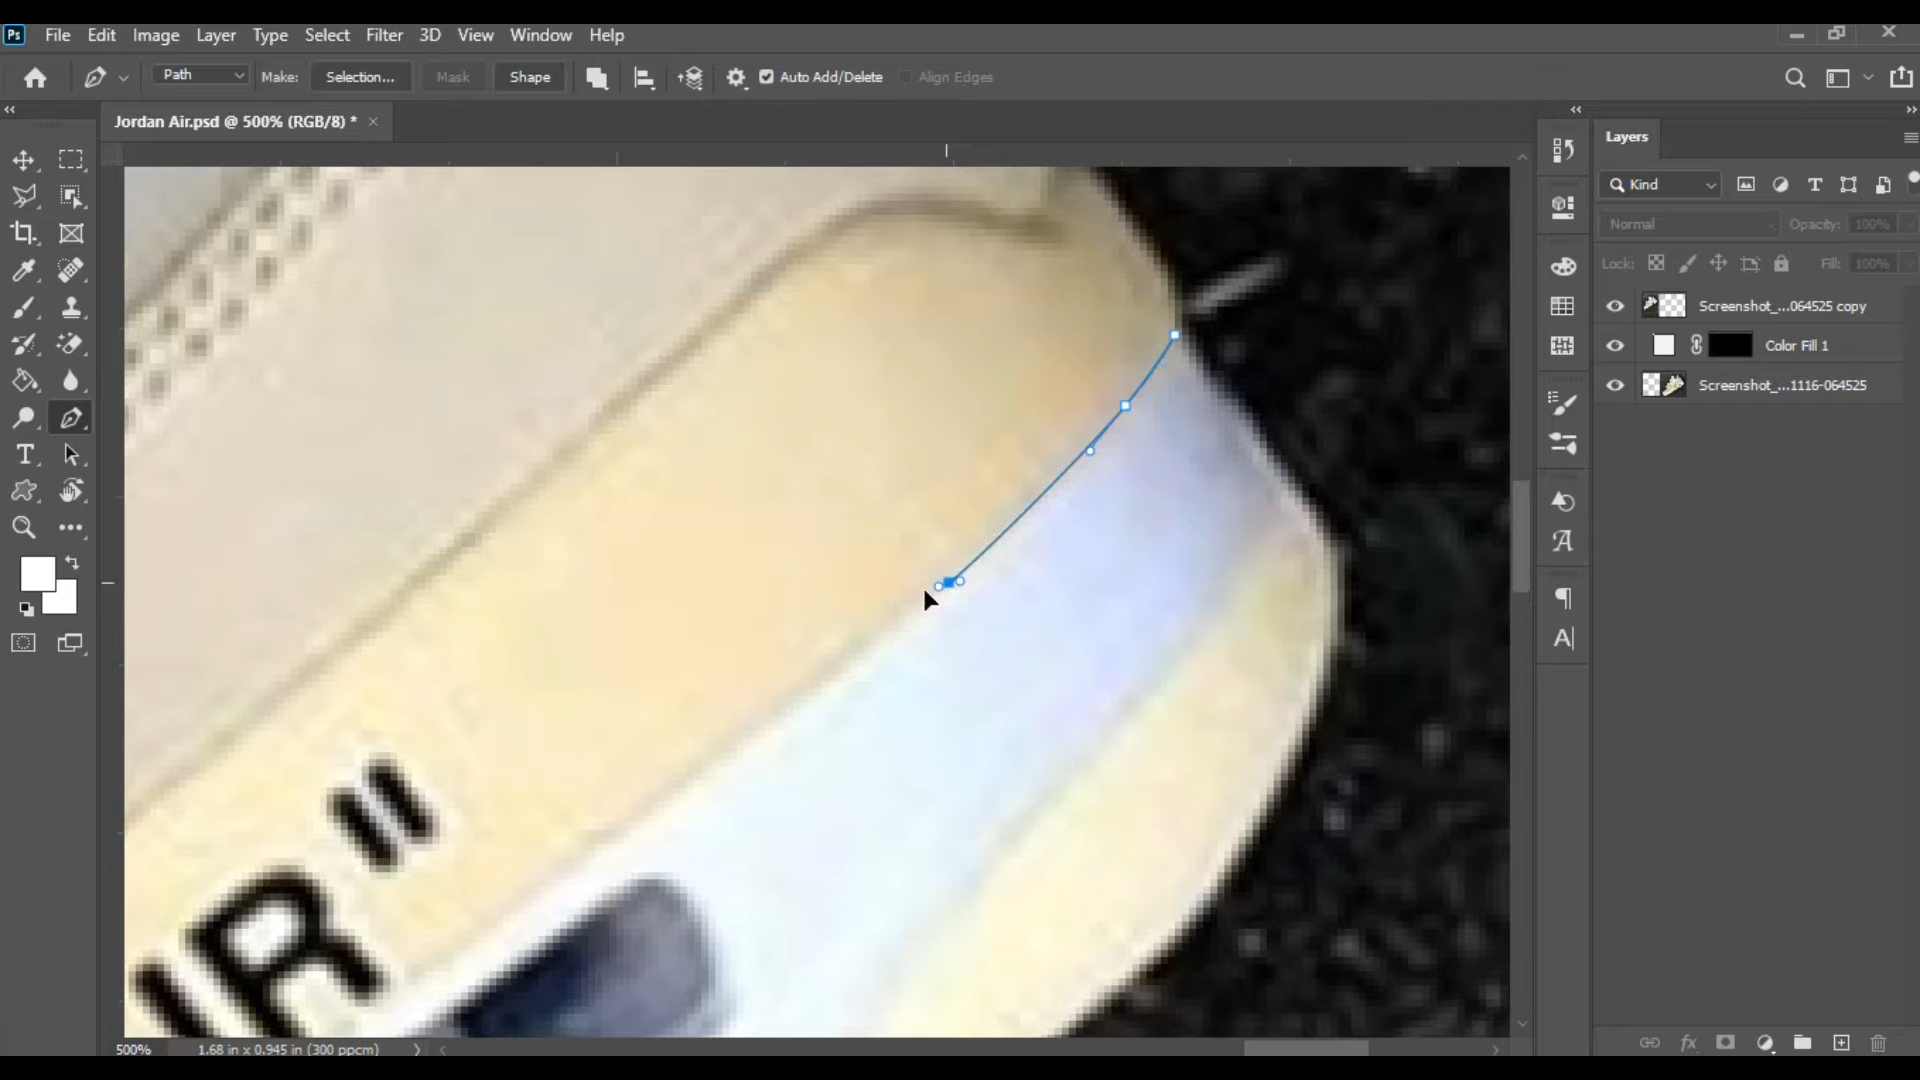 Ps File Edit Image Layer Type Select Filter 3D View Window Help
Path Make: Selection... Mask Shape Auto Add/Delete Align Edges
Jordan Air.psd @ 500% (RGB/8) * ×
Layers
Kind
Normal Opacity: 100%
Lock: Fill: 100%
Screenshot_...064525 copy
Color Fill 1
Screenshot_...1116-064525
IR "
500% 1.68 in x 0.945 in (300 ppcm)